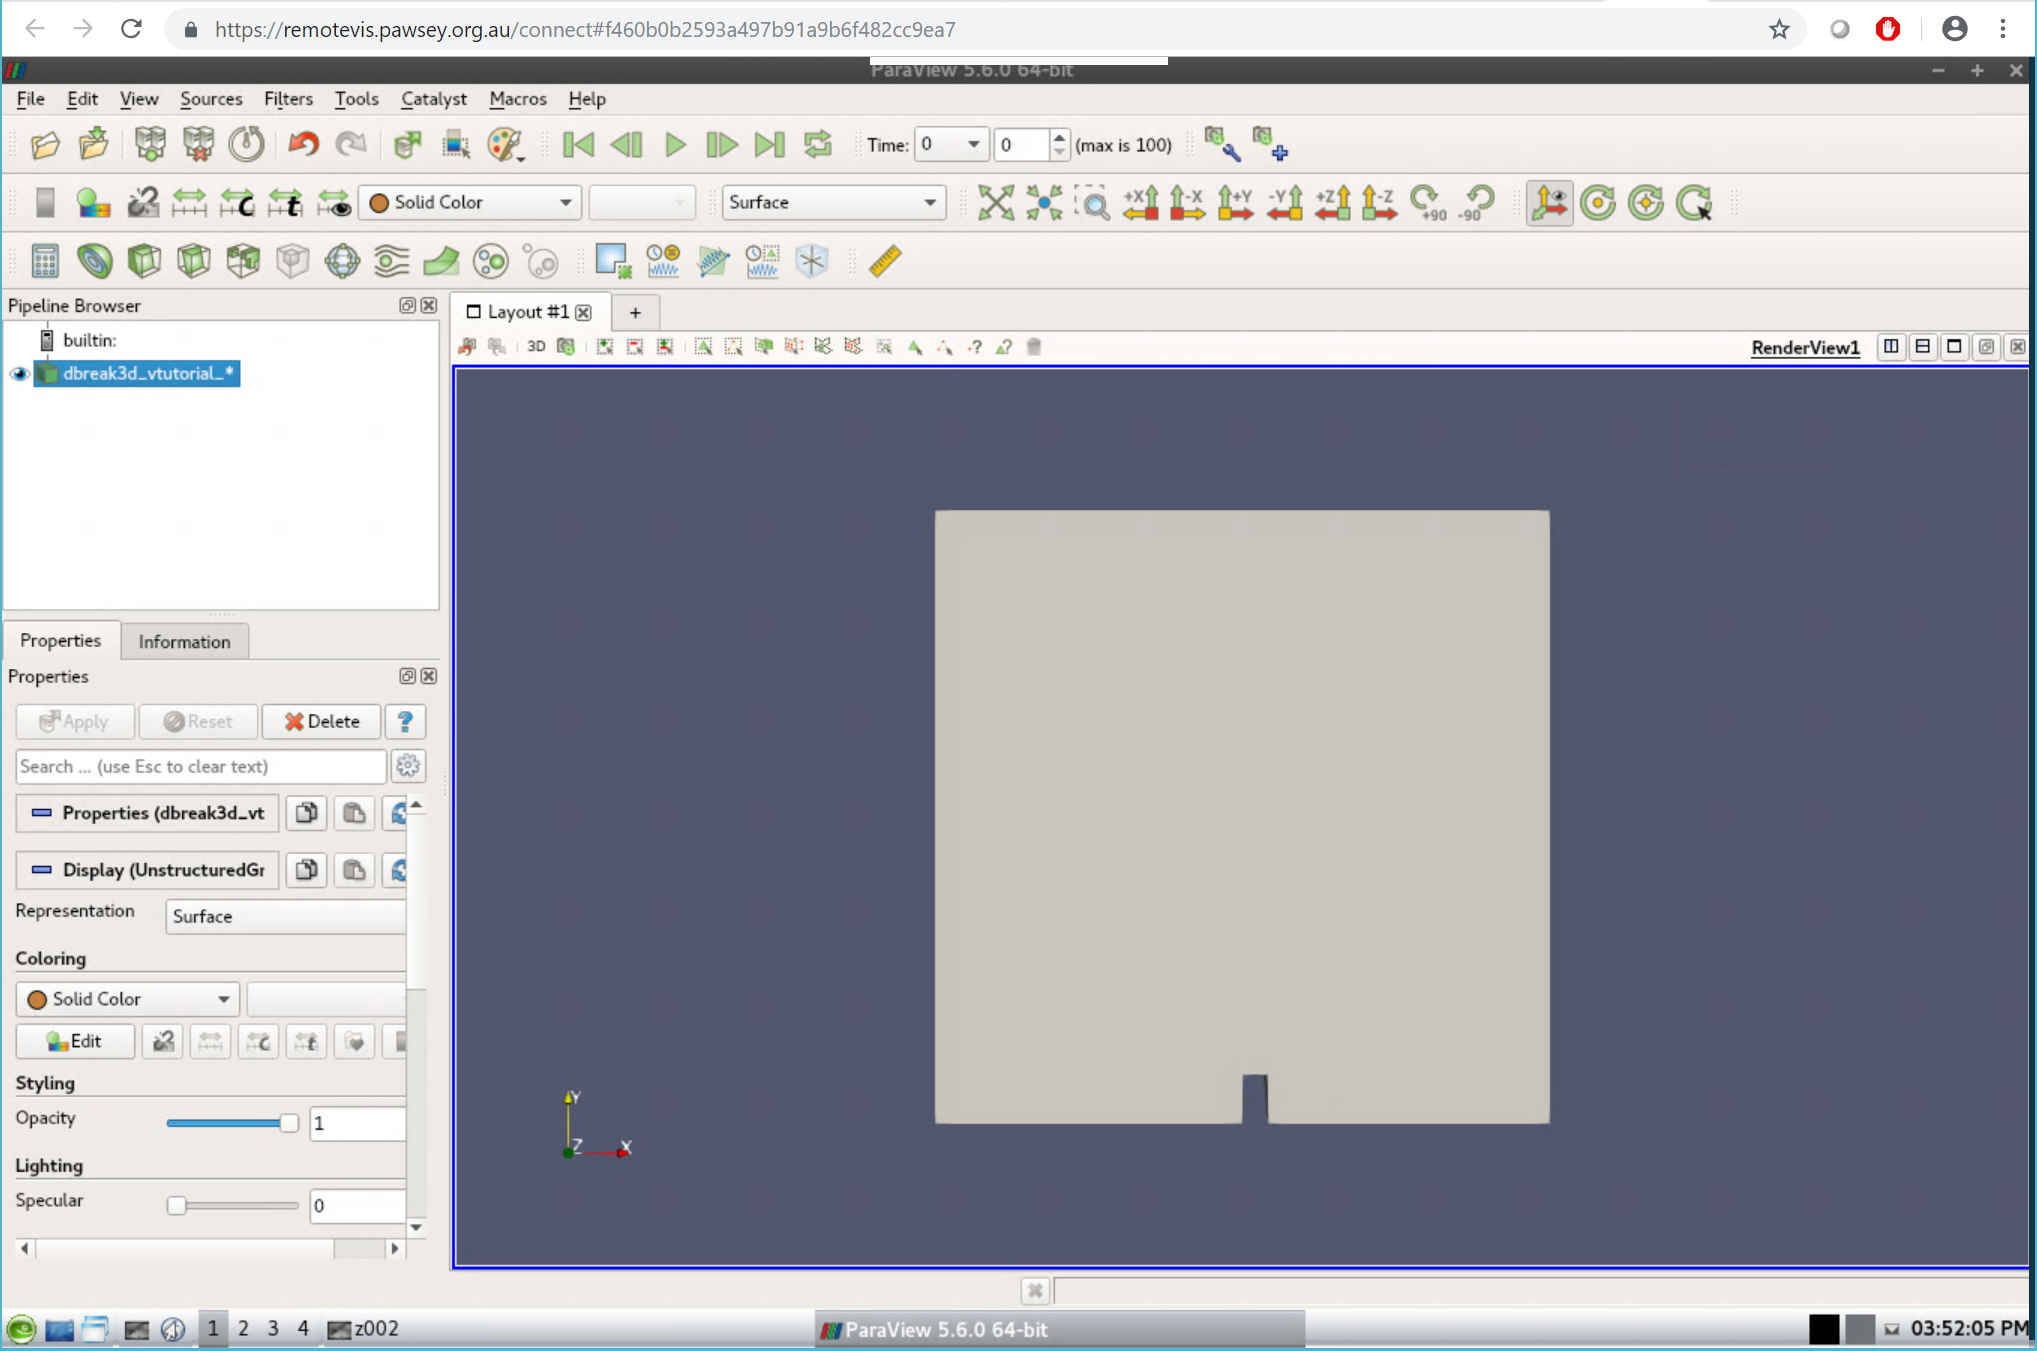 https://remotevis.pawsey.org.au/connect#f460b0b2593a497b91a9b6f482cc9ea7
ParaView 5.6.0 64-bit
File Edit View Sources Filters Tools Catalyst Macros Help
Time: 0 0 (max is 100)
Solid Color Surface +X -X +Y -Y +Z -Z +90 -90
Pipeline Browser
Layout #1 +
builtin:
3D RenderView1
dbreak3d_vtutorial_*
Properties Information
Properties
Apply Reset Delete ?
Search ... (use Esc to clear text)
Properties (dbreak3d_vt
Display (UnstructuredGr
Representation Surface
Coloring
Solid Color
Edit
Styling
Opacity 1
Lighting
Specular 0
Y
Z X
1 2 3 4 z002 ParaView 5.6.0 64-bit 03:52:05 PM